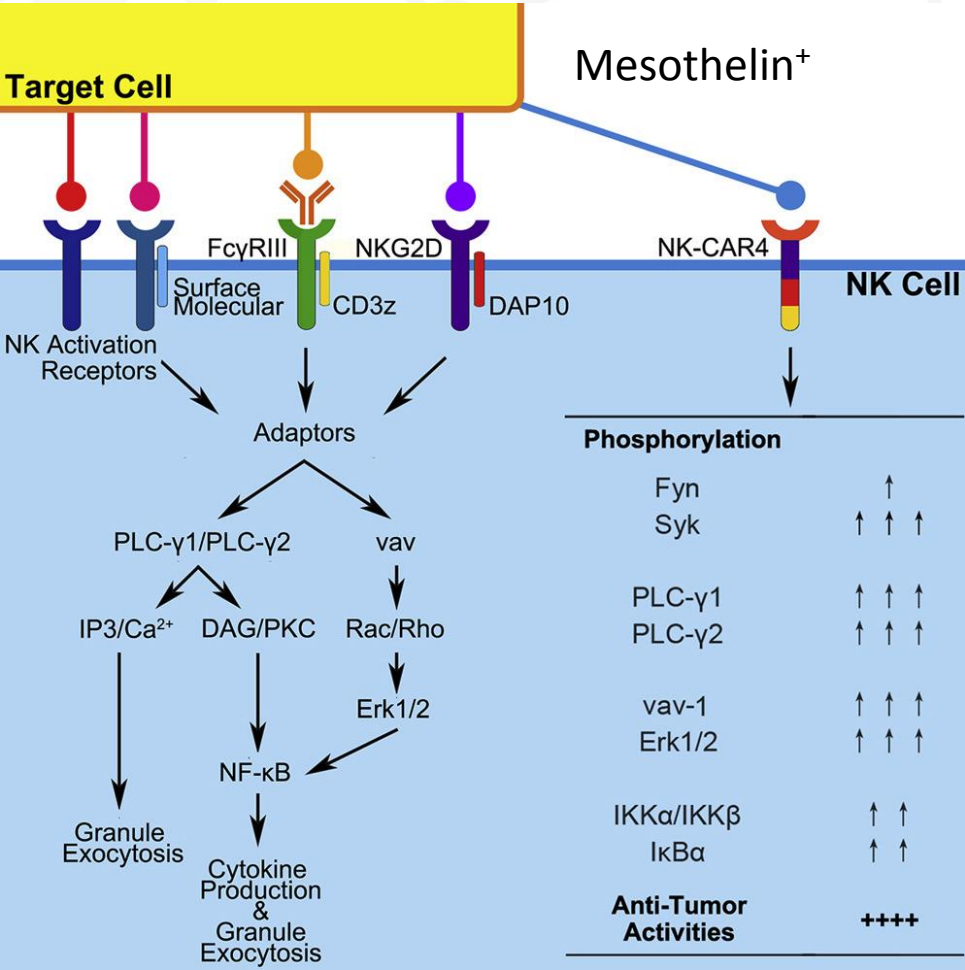 Mesothelin⁺
Target Cell
FcγRIII
NKG2D
NK-CAR4
NK Cell
Surface
Molecular
CD3z
DAP10
NK Activation
Receptors
Adaptors
PLC-γ1/PLC-γ2
vav
IP3/Ca²⁺
DAG/PKC
Rac/Rho
Erk1/2
NF-κB
Granule
Exocytosis
Cytokine
Production
&
Granule
Exocytosis
Phosphorylation
Fyn ↑
Syk ↑ ↑ ↑
PLC-γ1 ↑ ↑ ↑
PLC-γ2 ↑ ↑ ↑
vav-1 ↑ ↑ ↑
Erk1/2 ↑ ↑ ↑
IKKα/IKKβ ↑ ↑
IκBα ↑ ↑
Anti-Tumor
Activities ++++